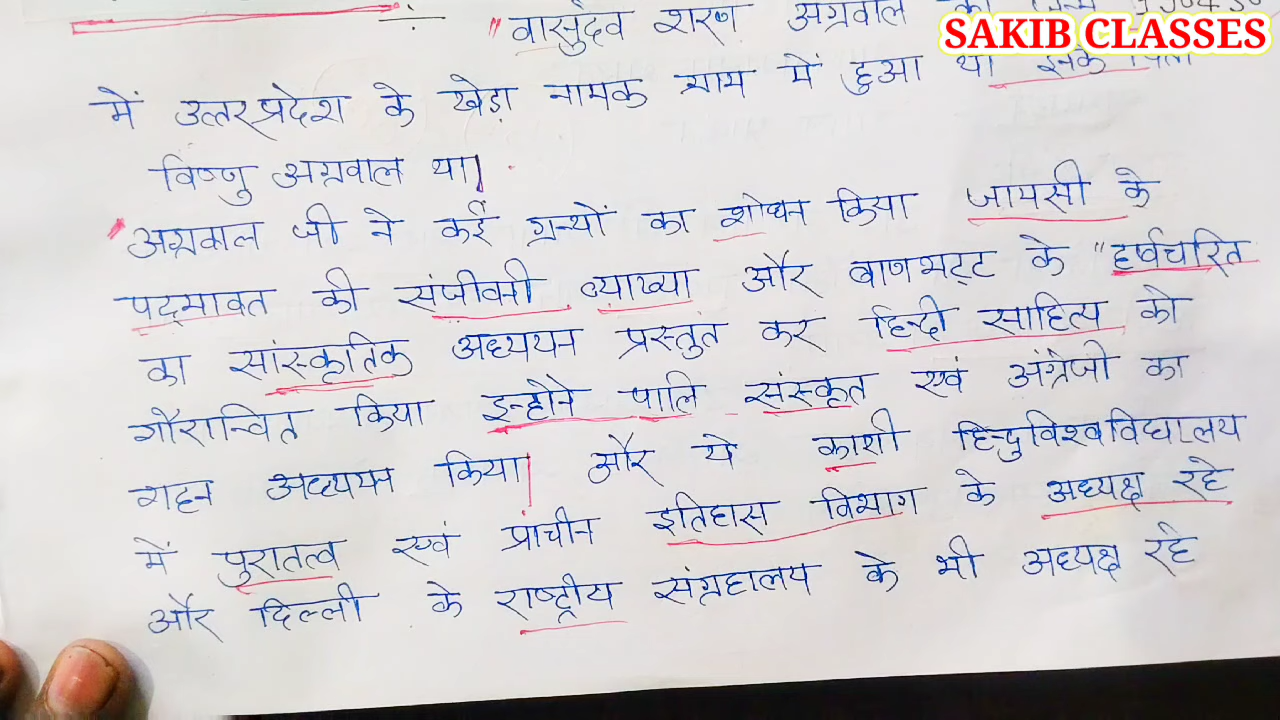 SAKIB CLASSES
"वासुदेव शरण अग्रवाल का
में उत्तरप्रदेश के खेड़ा नामक ग्राम में हुआ था इनके पिता
विष्णु अग्रवाल था|
अग्रवाल जी ने कई ग्रन्थों का शोधन किया जायसी के
पद्मावत की संजीवनी व्याख्या और बाणभट्ट के "हर्षचरित
का सांस्कृतिक अध्ययन प्रस्तुत कर हिन्दी साहित्य को
गौरान्वित किया इन्होने पालि संस्कृत एवं अंग्रेजी का
गहन अध्ययन किया| और ये काशी हिन्दुविश्वविद्यालय
में पुरातत्व एवं प्राचीन इतिहास विभाग के अध्यक्ष रहे
और दिल्ली के राष्ट्रीय संग्रहालय के भी अध्यक्ष रहे